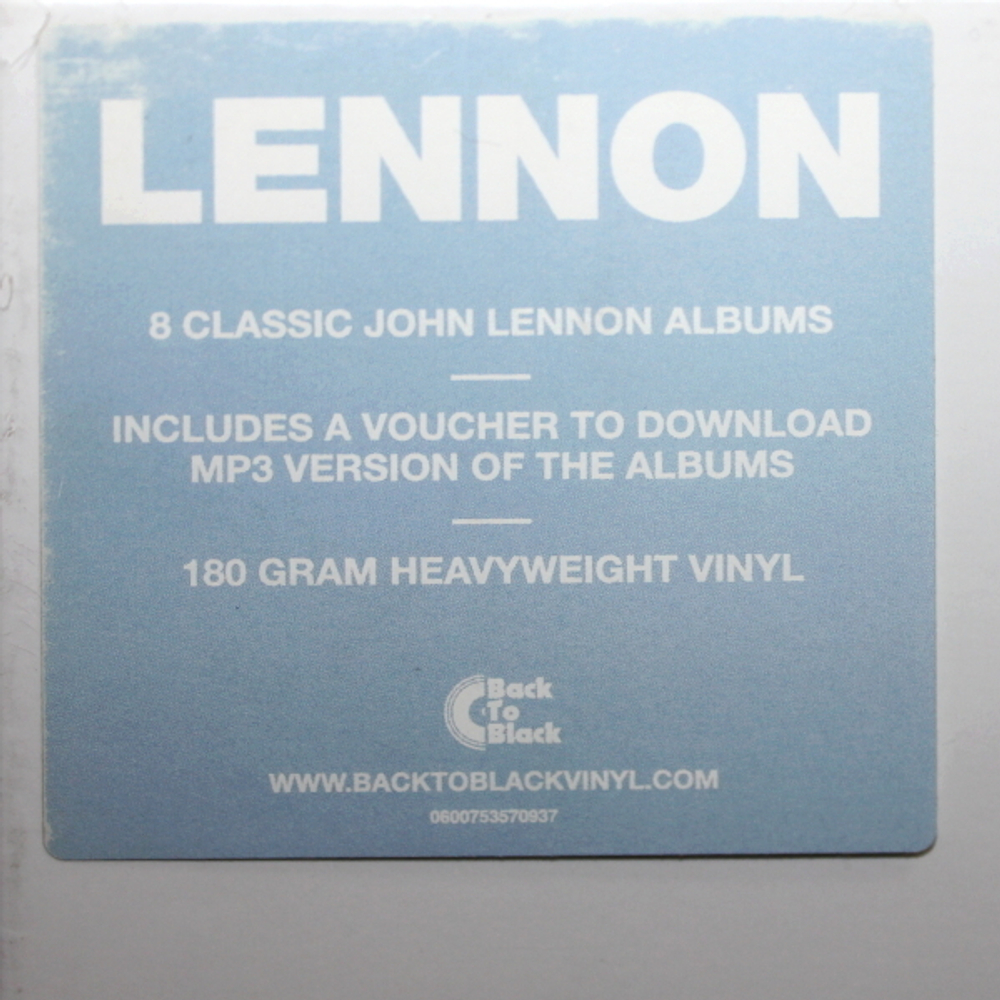 LENNON
8 CLASSIC JOHN LENNON ALBUMS
INCLUDES A VOUCHER TO DOWNLOAD
MP3 VERSION OF THE ALBUMS
180 GRAM HEAVYWEIGHT VINYL
Back
To
Black
WWW.BACKTOBLACKVINYL.COM
0600753570937